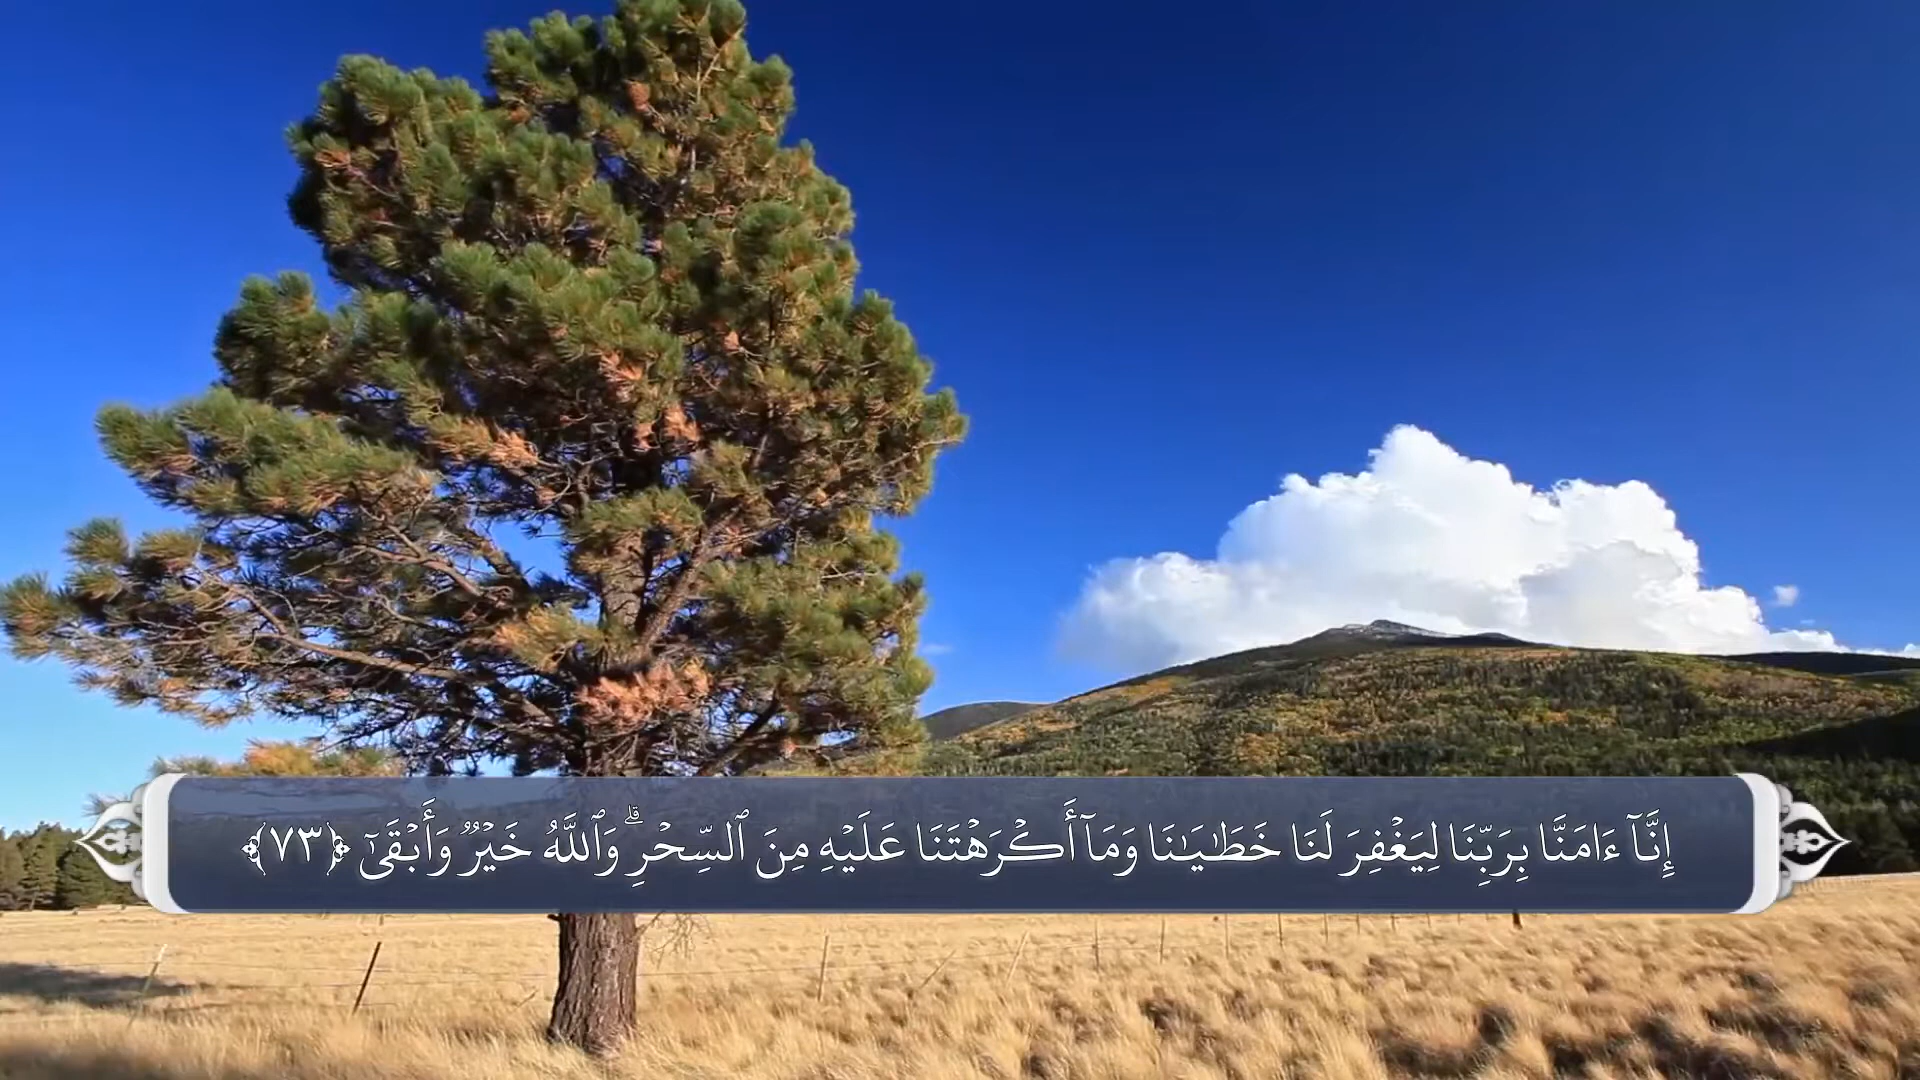 إِنَّآ ءَامَنَّا بِرَبِّنَا لِيَغْفِرَ لَنَا خَطَٰيَٰنَا وَمَآ أَكْرَهْتَنَا عَلَيْهِ مِنَ ٱلسِّحْرِ ۗ وَٱللَّهُ خَيْرٌ وَأَبْقَىٰٓ ﴿٧٣﴾